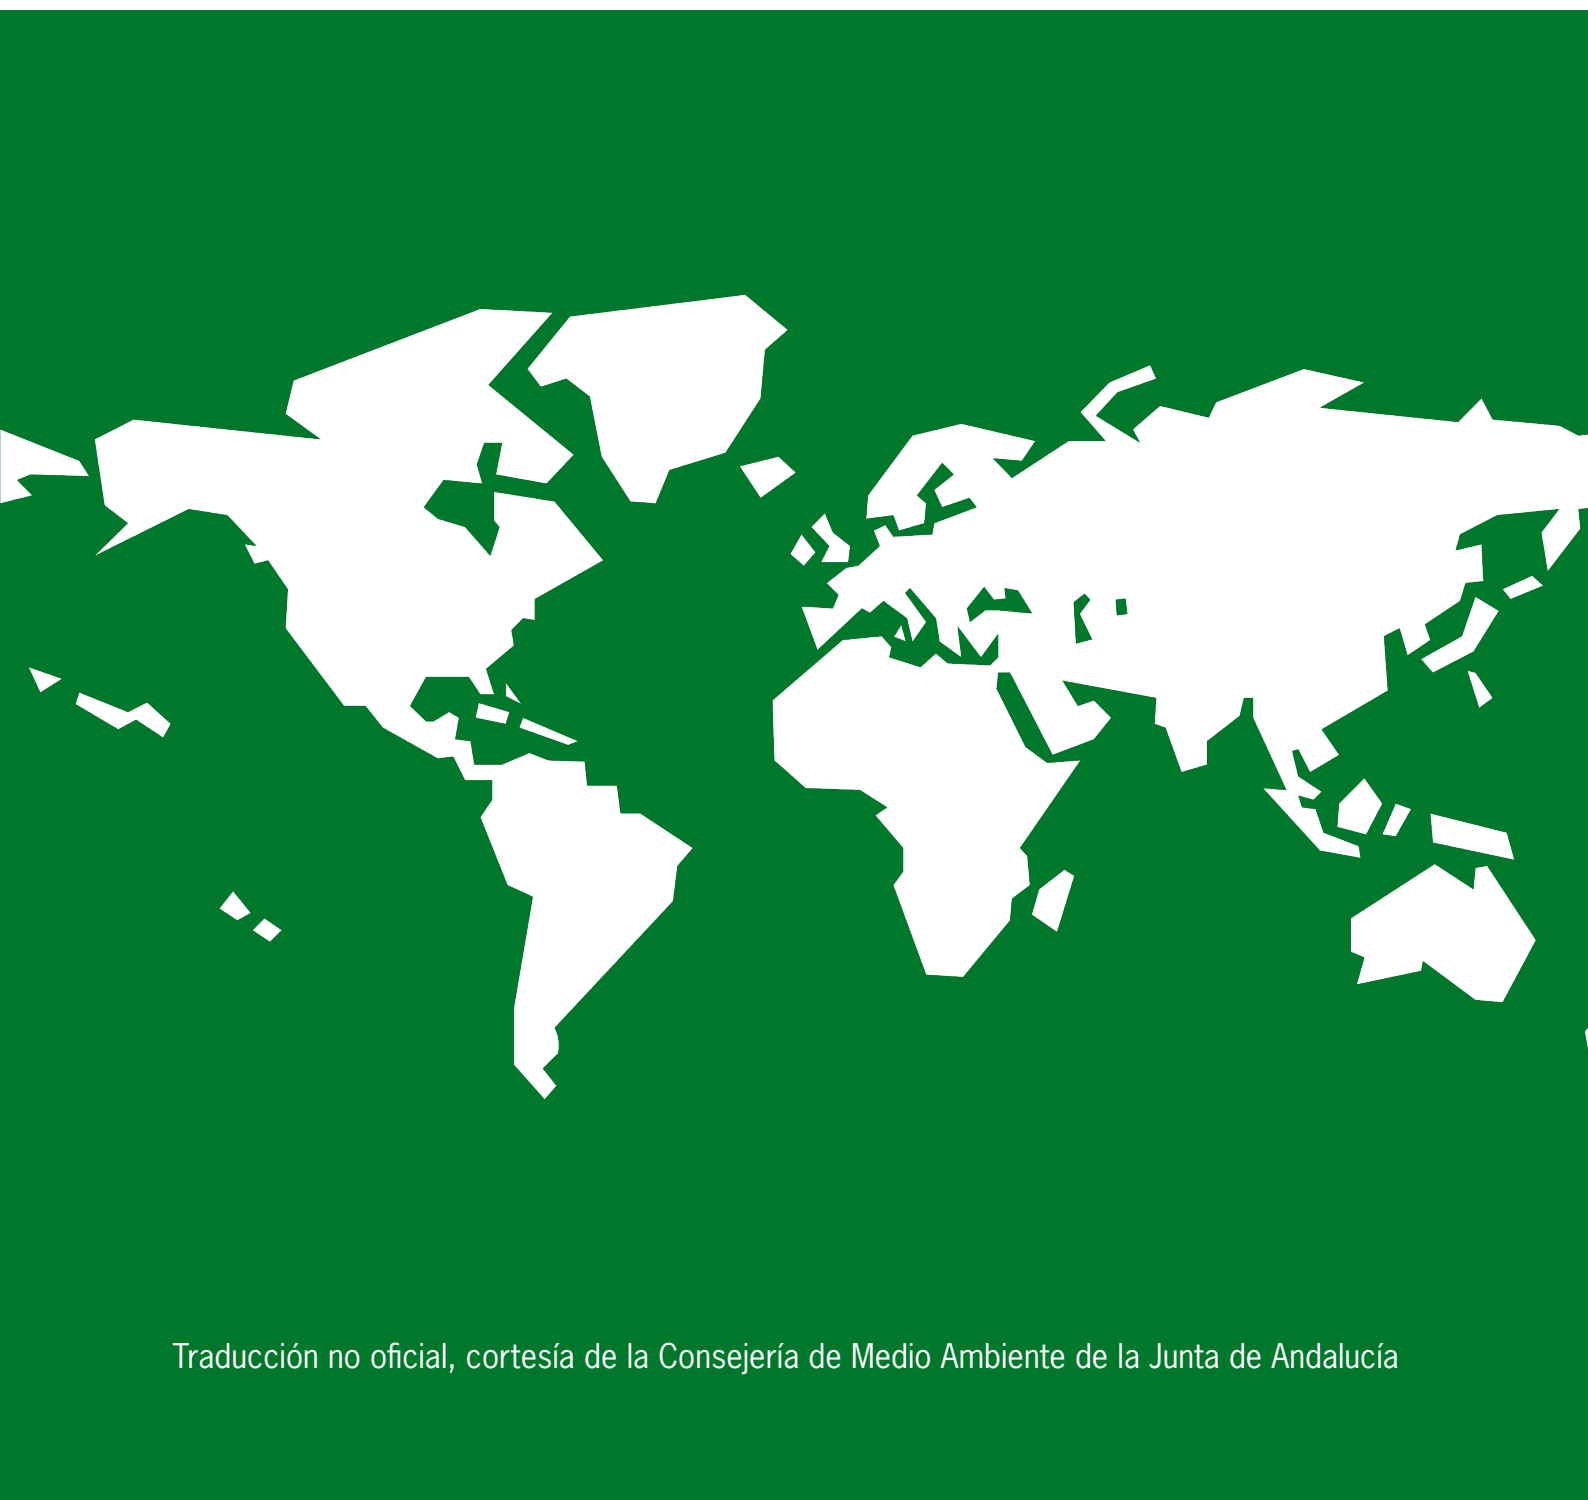 Traducción no oficial, cortesía de la Consejería de Medio Ambiente de la Junta de Andalucía